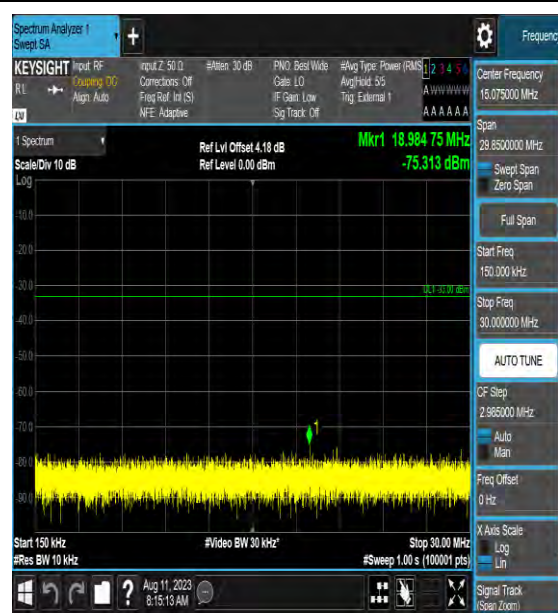 Spectrum Analyzer 1
Swept SA
+
Frequency
KEYSIGHT Input: RF Input Z: 50 Ω #Atten: 30 dB PNO: Best Wide #Avg Type: Power (RMS 1 2 3 4 5 6
RL Coupling: DC Corrections: Off Gate: LO Avg|Hold: 5/5 A W W W W W
Align: Auto Freq Ref: Int (S) IF Gain: Low Trig: External 1
LW NFE: Adaptive Sig Track: Off A A A A A A
1 Spectrum
Ref Lvl Offset 4.18 dB Mkr1 18.984 75 MHz
Scale/Div 10 dB Ref Level 0.00 dBm -75.313 dBm
Log
-10.0
-20.0
-30.0
DL1 -33.00 dBm
-40.0
-50.0
-60.0
-70.0
1
-80.0
-90.0
Start 150 kHz #Video BW 30 kHz* Stop 30.00 MHz
#Res BW 10 kHz #Sweep 1.00 s (100001 pts)
? Aug 11, 2023
8:15:13 AM
Center Frequency
15.075000 MHz
Span
29.8500000 MHz
Swept Span
Zero Span
Full Span
Start Freq
150.000 kHz
Stop Freq
30.000000 MHz
AUTO TUNE
CF Step
2.985000 MHz
Auto
Man
Freq Offset
0 Hz
X Axis Scale
Log
Lin
Signal Track
(Span Zoom)